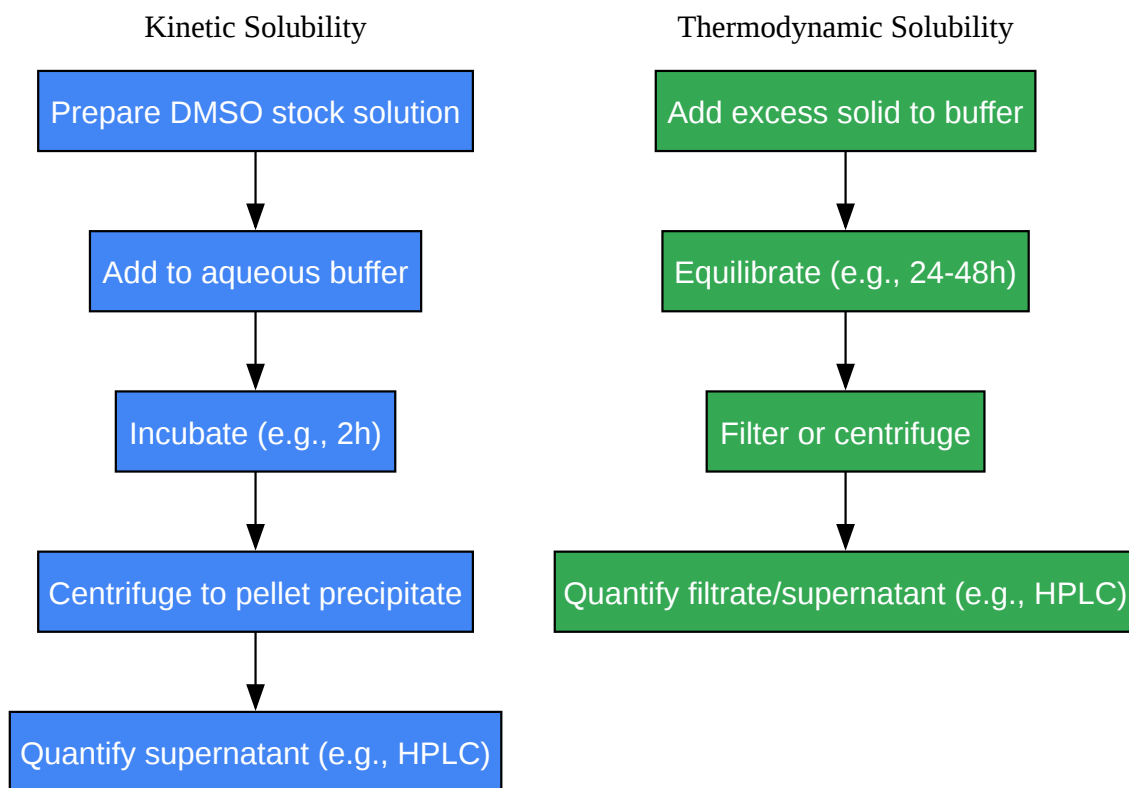 Kinetic Solubility
Prepare DMSO stock solution
Add to aqueous buffer
Incubate (e.g., 2h)
Centrifuge to pellet precipitate
Quantify supernatant (e.g., HPLC)
Thermodynamic Solubility
Add excess solid to buffer
Equilibrate (e.g., 24-48h)
Filter or centrifuge
Quantify filtrate/supernatant (e.g., HPLC)